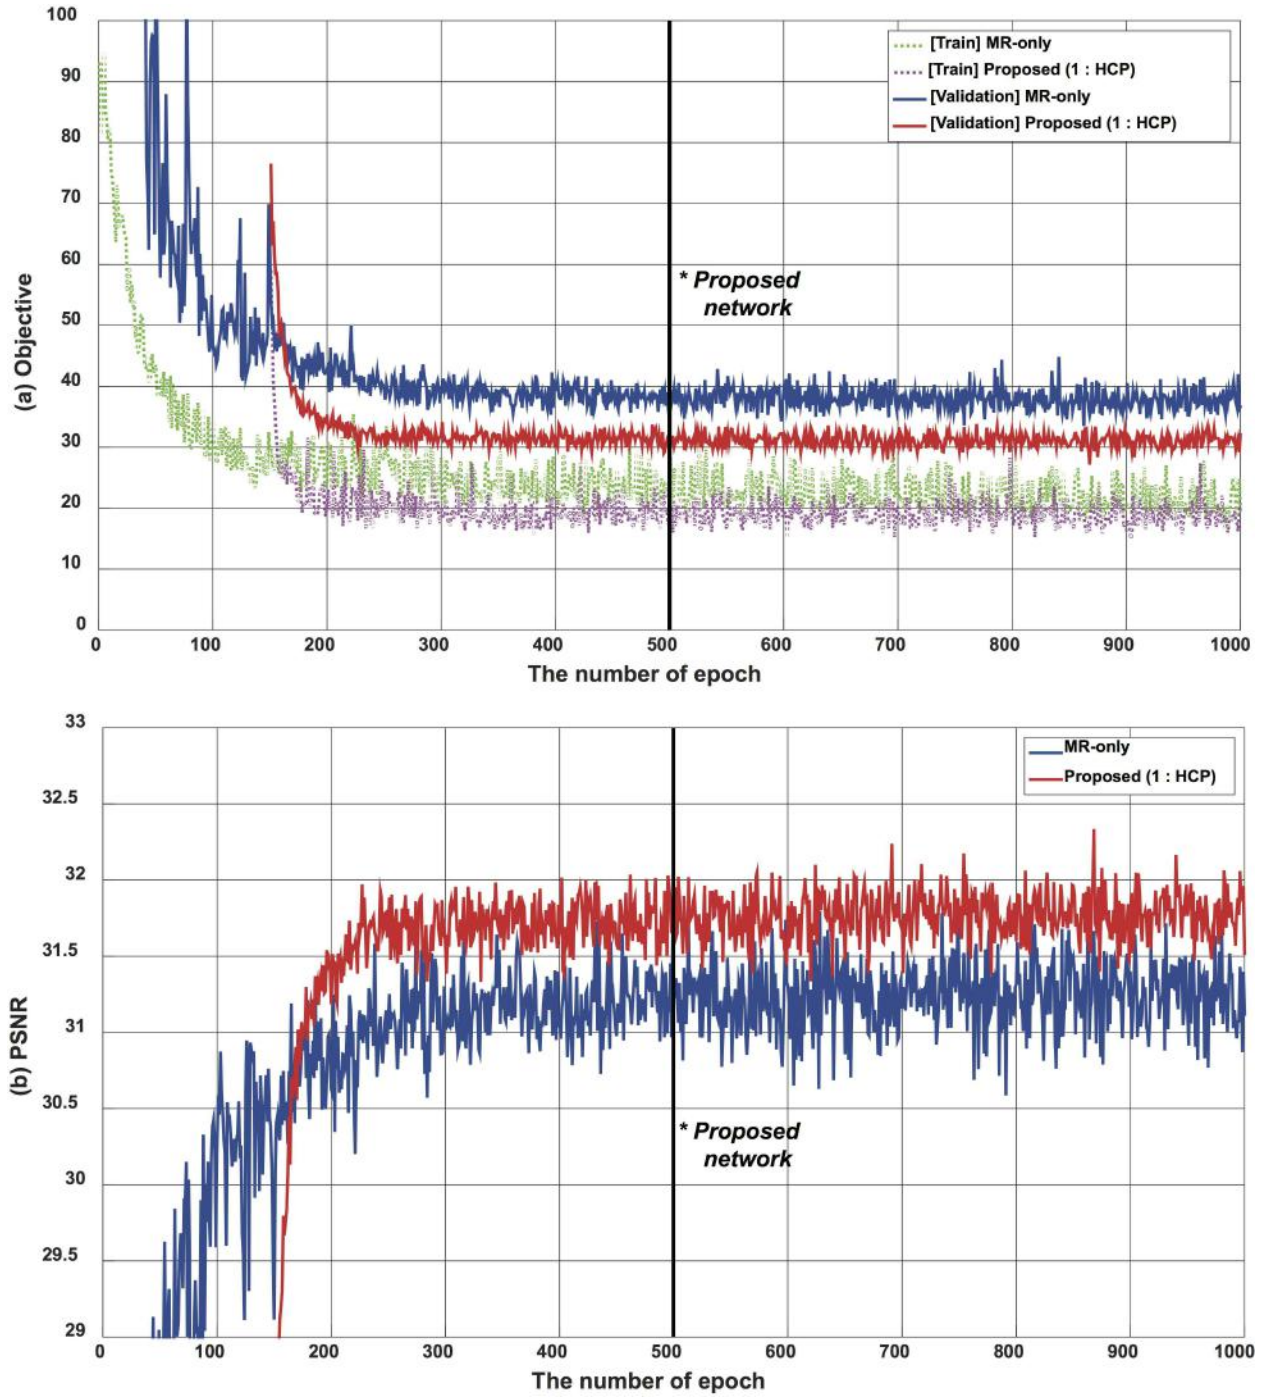 100
90
80
70
60
50
40
30
20
10
0
(a) Objective
[Train] MR-only
[Train] Proposed (1 : HCP)
[Validation] MR-only
[Validation] Proposed (1 : HCP)
* Proposed
network
0 100 200 300 400 500 600 700 800 900 1000
The number of epoch
33
32.5
32
31.5
31
30.5
30
29.5
29
(b) PSNR
MR-only
Proposed (1 : HCP)
* Proposed
network
0 100 200 300 400 500 600 700 800 900 1000
The number of epoch